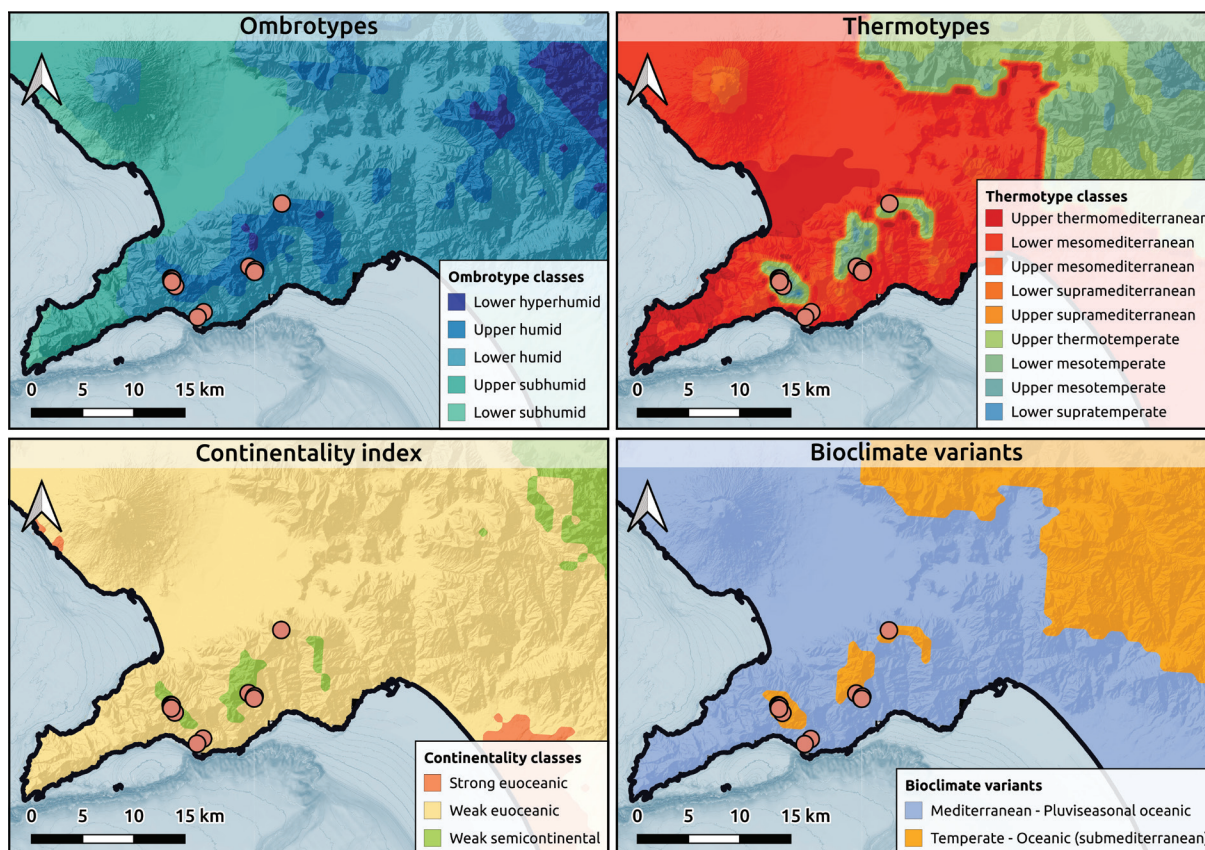 Ombrotypes
Ombrotype classes
Lower hyperhumid
Upper humid
Lower humid
Upper subhumid
Lower subhumid
0 5 10 15 km
Thermotypes
Thermotype classes
Upper thermomediterranean
Lower mesomediterranean
Upper mesomediterranean
Lower supramediterranean
Upper supramediterranean
Upper thermotemperate
Lower mesotemperate
Upper mesotemperate
Lower supratemperate
0 5 10 15 km
Continentality index
Continentality classes
Strong euoceanic
Weak euoceanic
Weak semicontinental
0 5 10 15 km
Bioclimate variants
Bioclimate variants
Mediterranean - Pluviseasonal oceanic
Temperate - Oceanic (submediterranean)
0 5 10 15 km